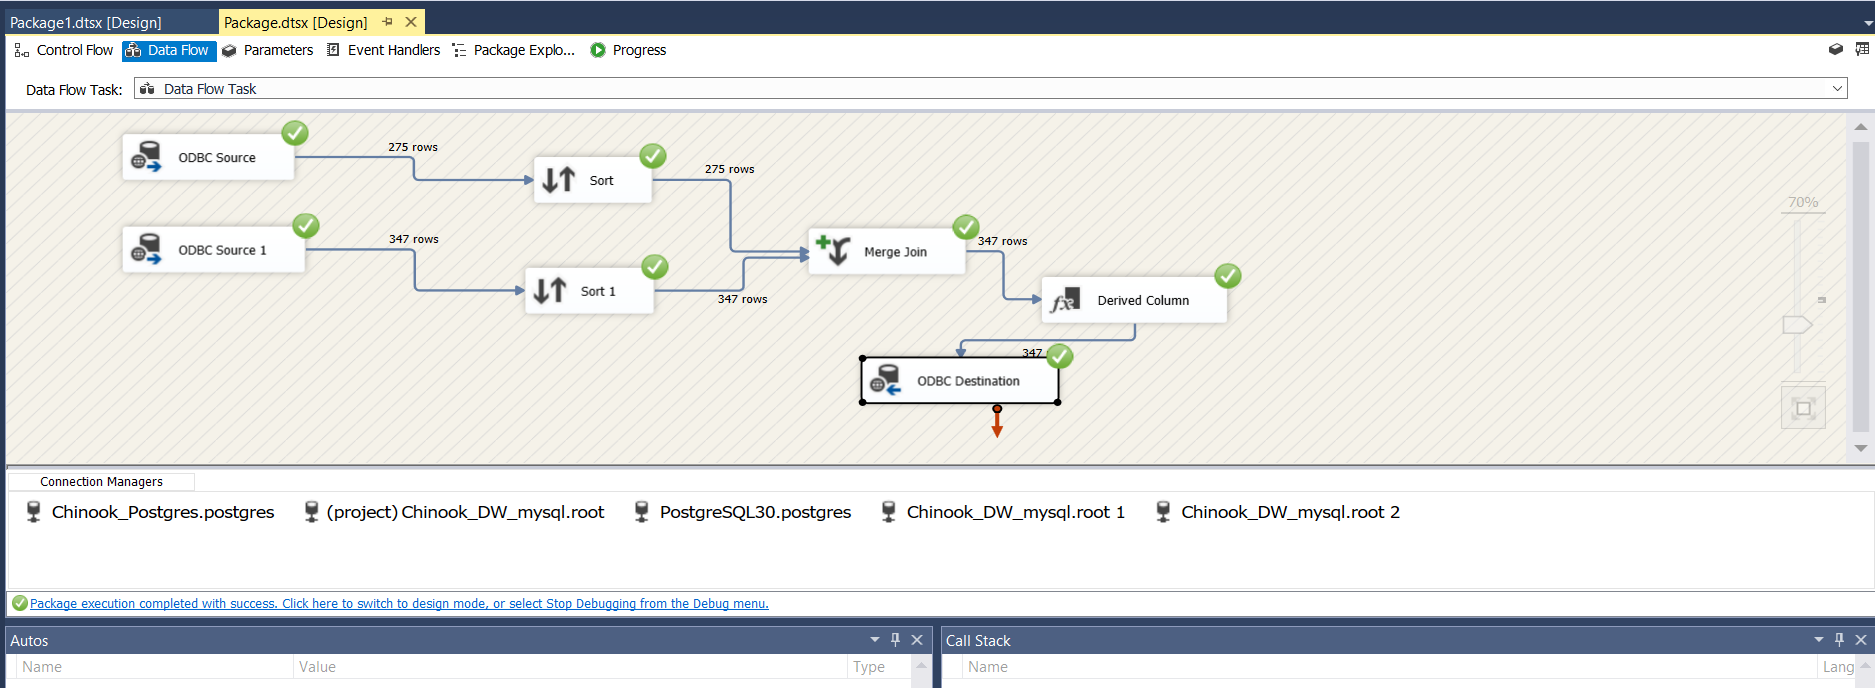 Package1.dtsx [Design] Package.dtsx [Design]
Control Flow Data Flow Parameters Event Handlers Package Explo... Progress
Data Flow Task: Data Flow Task
ODBC Source
275 rows
Sort
275 rows
ODBC Source 1
347 rows
Sort 1
347 rows
Merge Join
347 rows
Derived Column
347
ODBC Destination
70%
Connection Managers
Chinook_Postgres.postgres (project) Chinook_DW_mysql.root PostgreSQL30.postgres Chinook_DW_mysql.root 1 Chinook_DW_mysql.root 2
Package execution completed with success. Click here to switch to design mode, or select Stop Debugging from the Debug menu.
Autos
Name Value Type
Call Stack
Name Lang